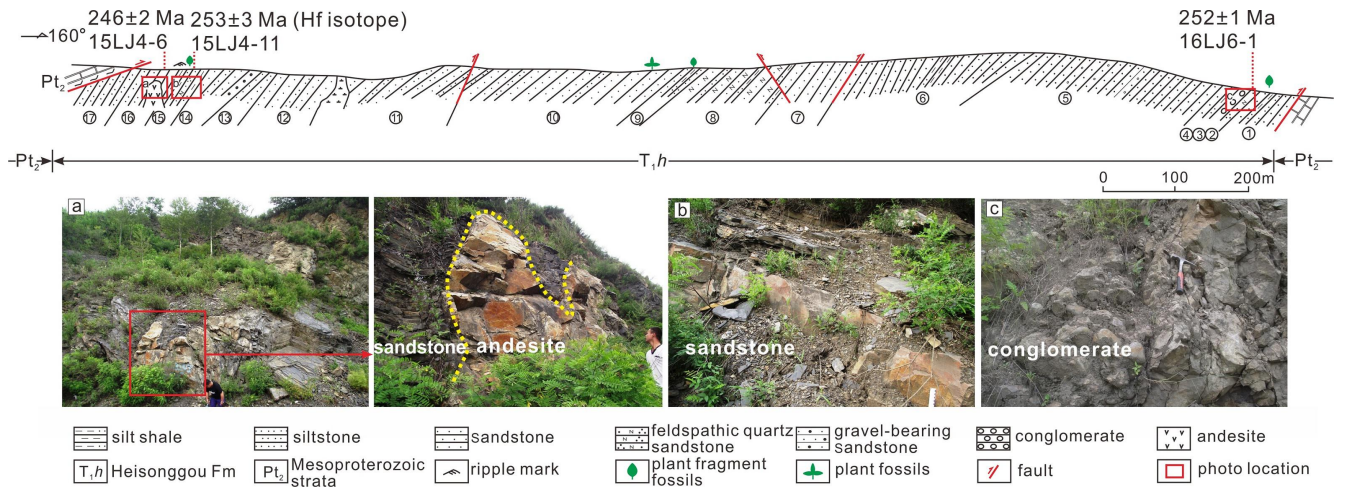 246±2 Ma 253±3 Ma (Hf isotope)
160° 15LJ4-6 15LJ4-11
252±1 Ma
16LJ6-1
Pt₂
a
b
c
⑰ ⑯ ⑮ ⑭ ⑬ ⑫ ⑪ ⑩ ⑨ ⑧ ⑦ ⑥ ⑤ ④ ③ ② ①
Pt₂ T₁h Pt₂
0 100 200m
a
sandstone andesite
b
sandstone
c
conglomerate
silt shale
siltstone
sandstone
N N
N
feldspathic quartz
sandstone
gravel-bearing
sandstone
conglomerate
andesite
T₁h Heisonggou Fm
Pt₂ Mesoproterozoic
strata
ripple mark
plant fragment
fossils
plant fossils
fault
photo location